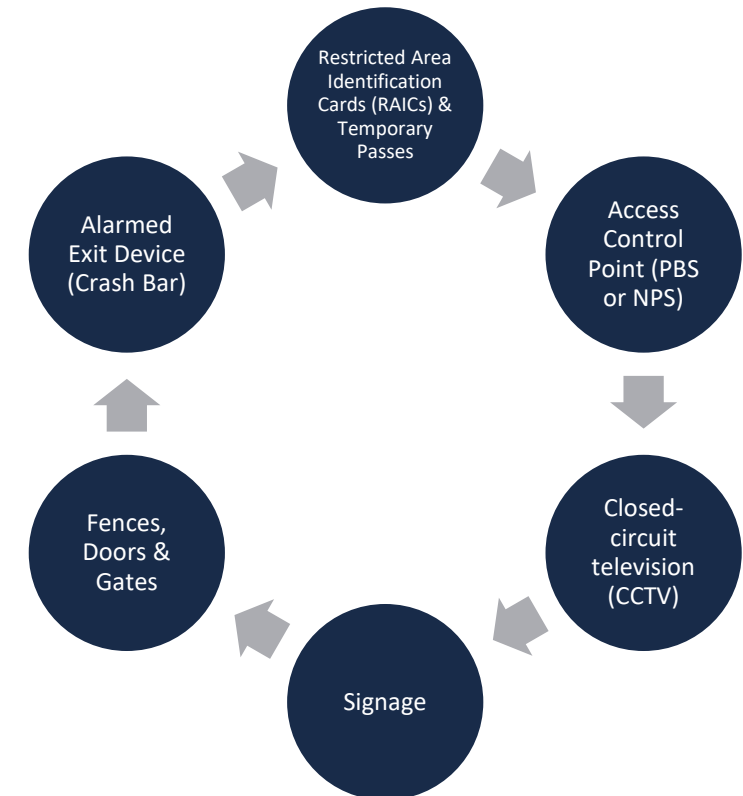 Restricted Area
Identification
Cards (RAICs) &
Temporary
Passes
Access
Control
Point (PBS
or NPS)
Closed-
circuit
television
(CCTV)
Signage
Fences,
Doors &
Gates
Alarmed
Exit Device
(Crash Bar)